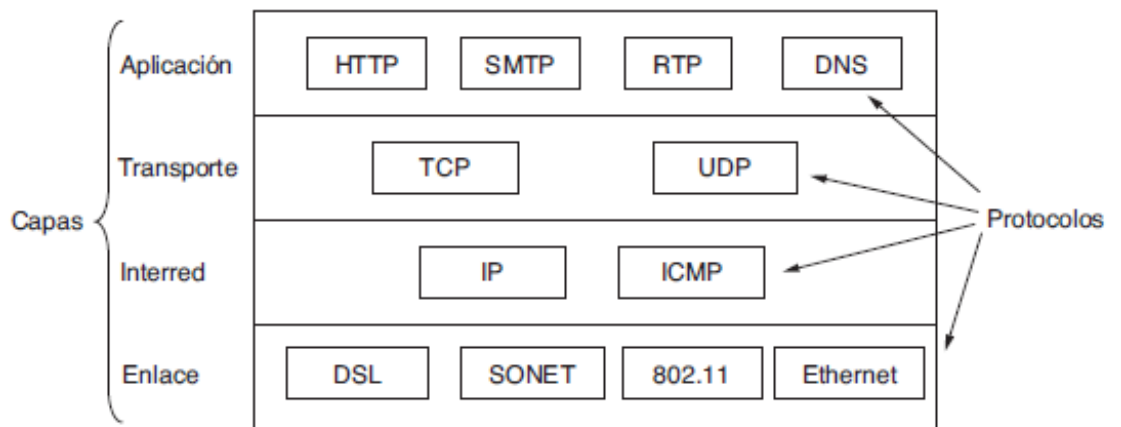 Aplicación
HTTP SMTP RTP DNS
Transporte
TCP UDP
Capas
Protocolos
Interred
IP ICMP
Enlace
DSL SONET 802.11 Ethernet